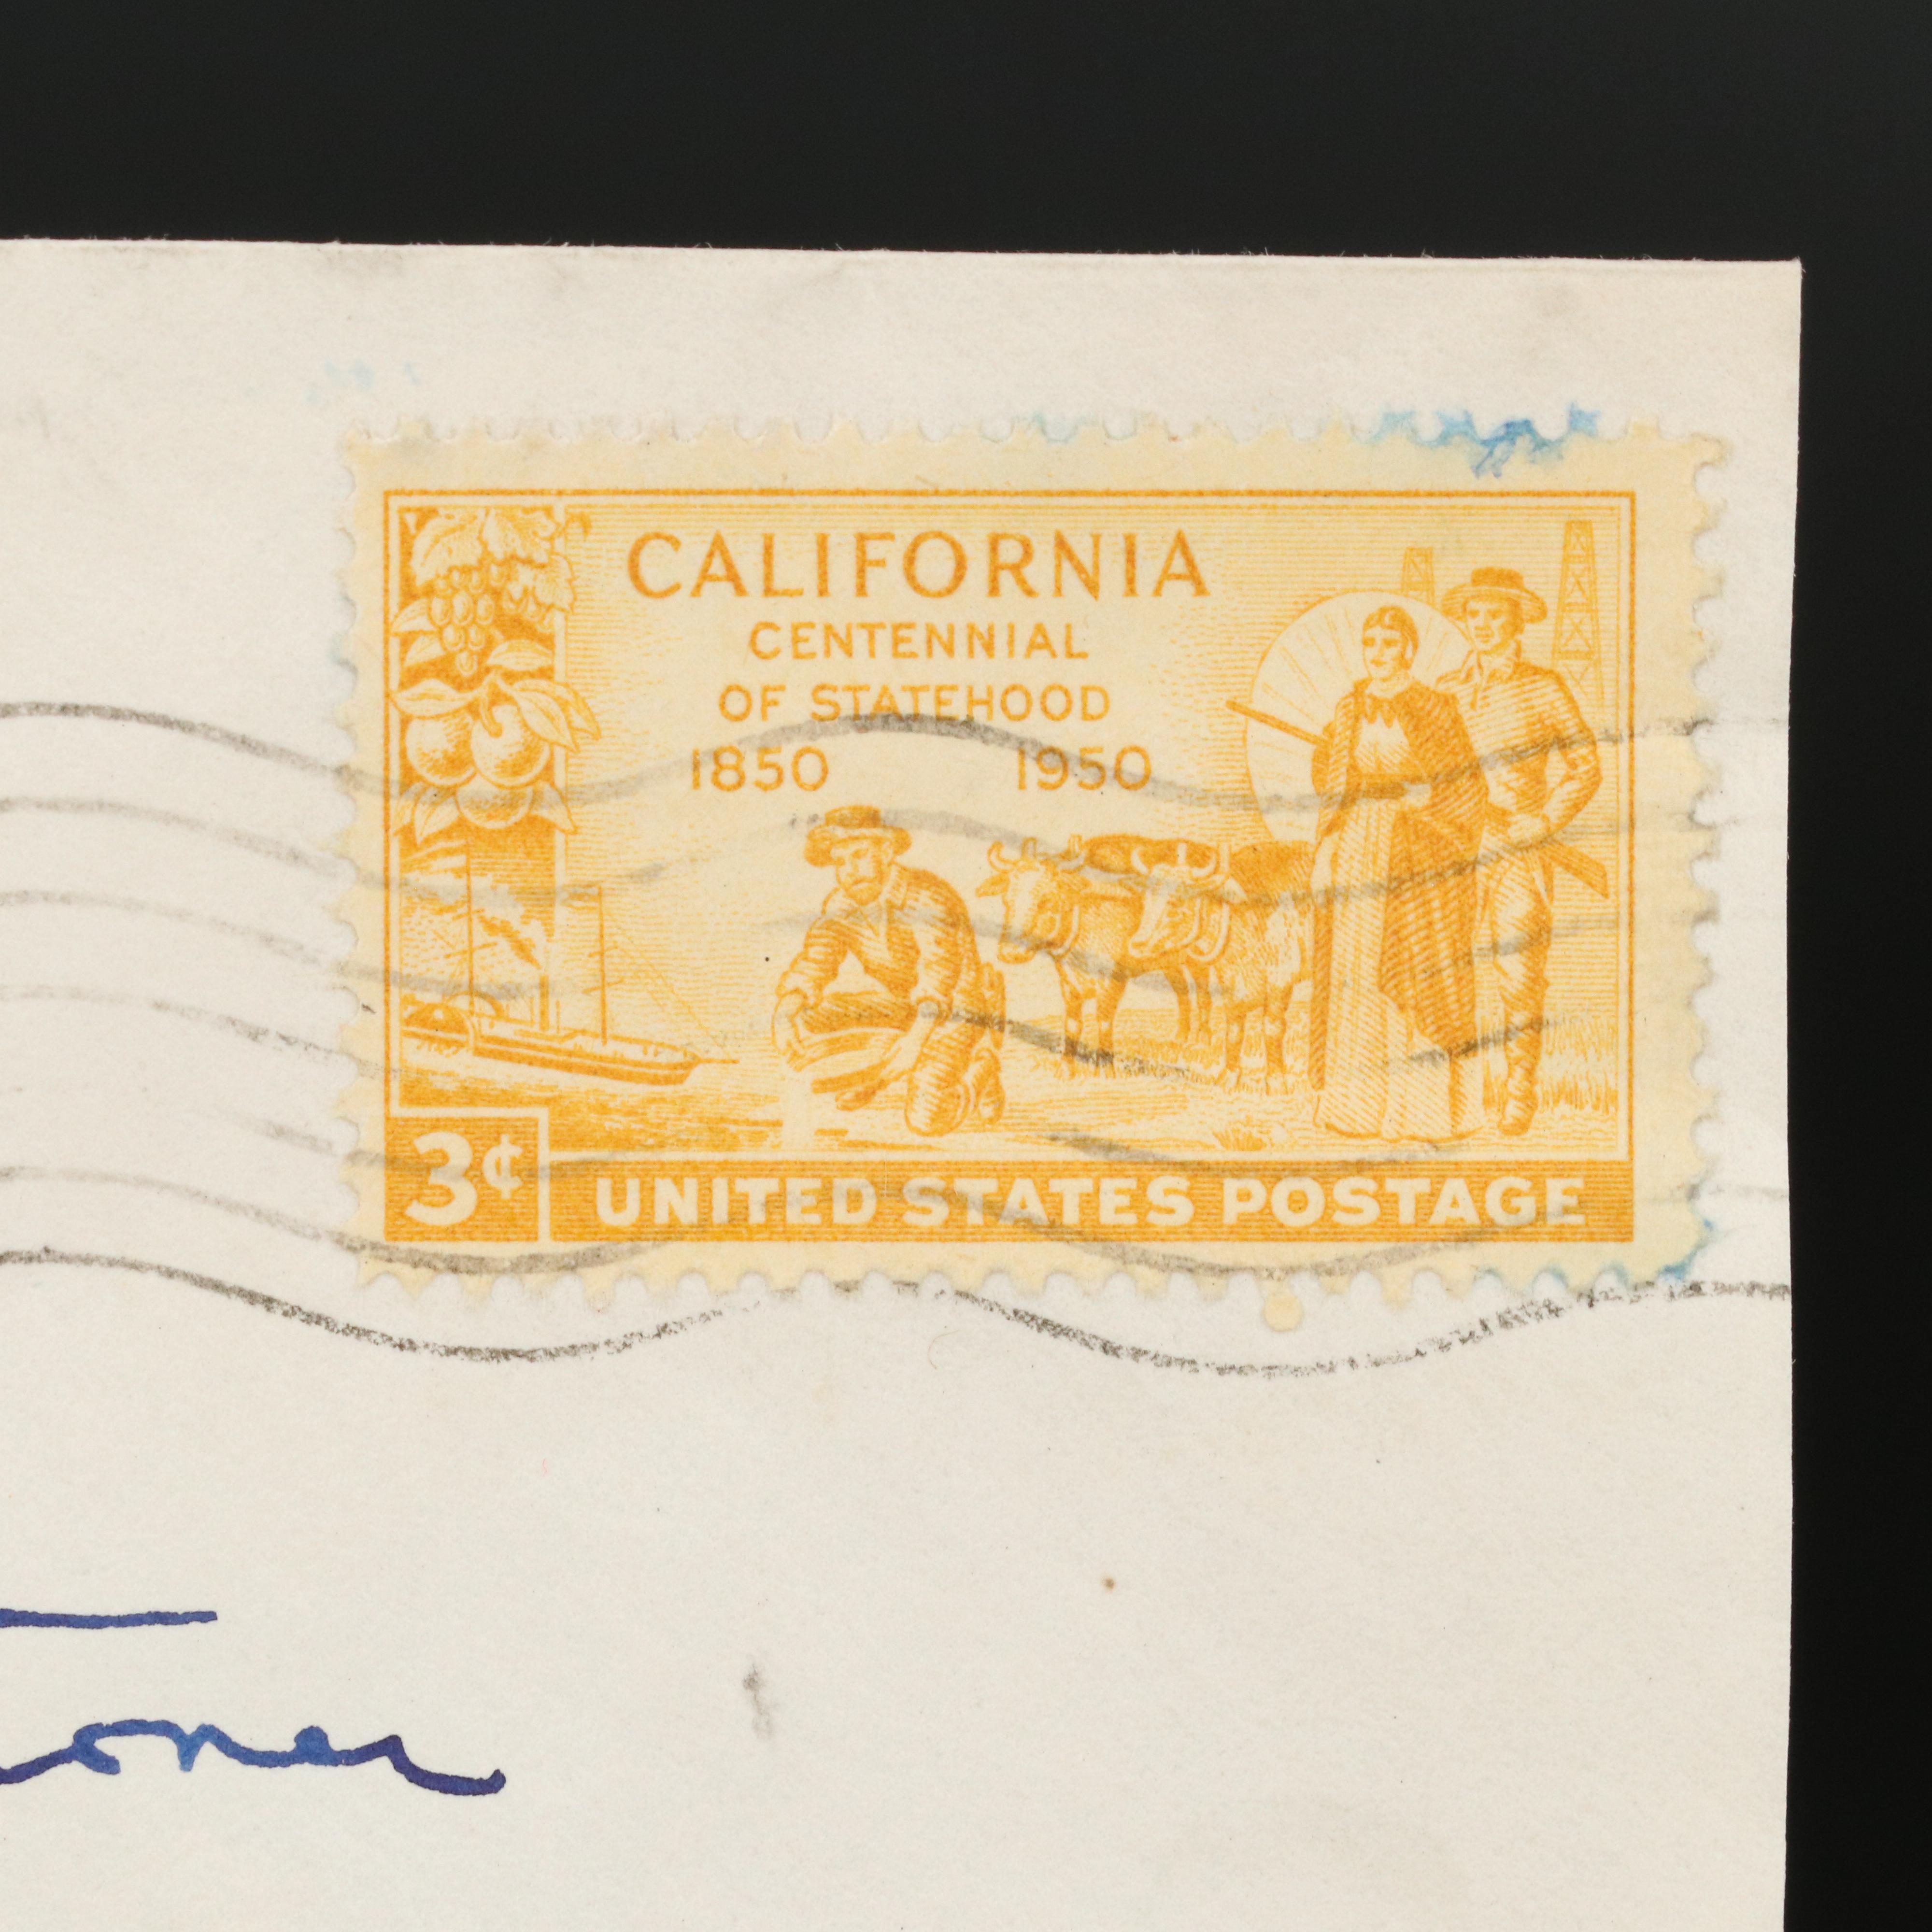 CALIFORNIA
CENTENNIAL
OF STATEHOOD
1850 1950
3¢ UNITED STATES POSTAGE